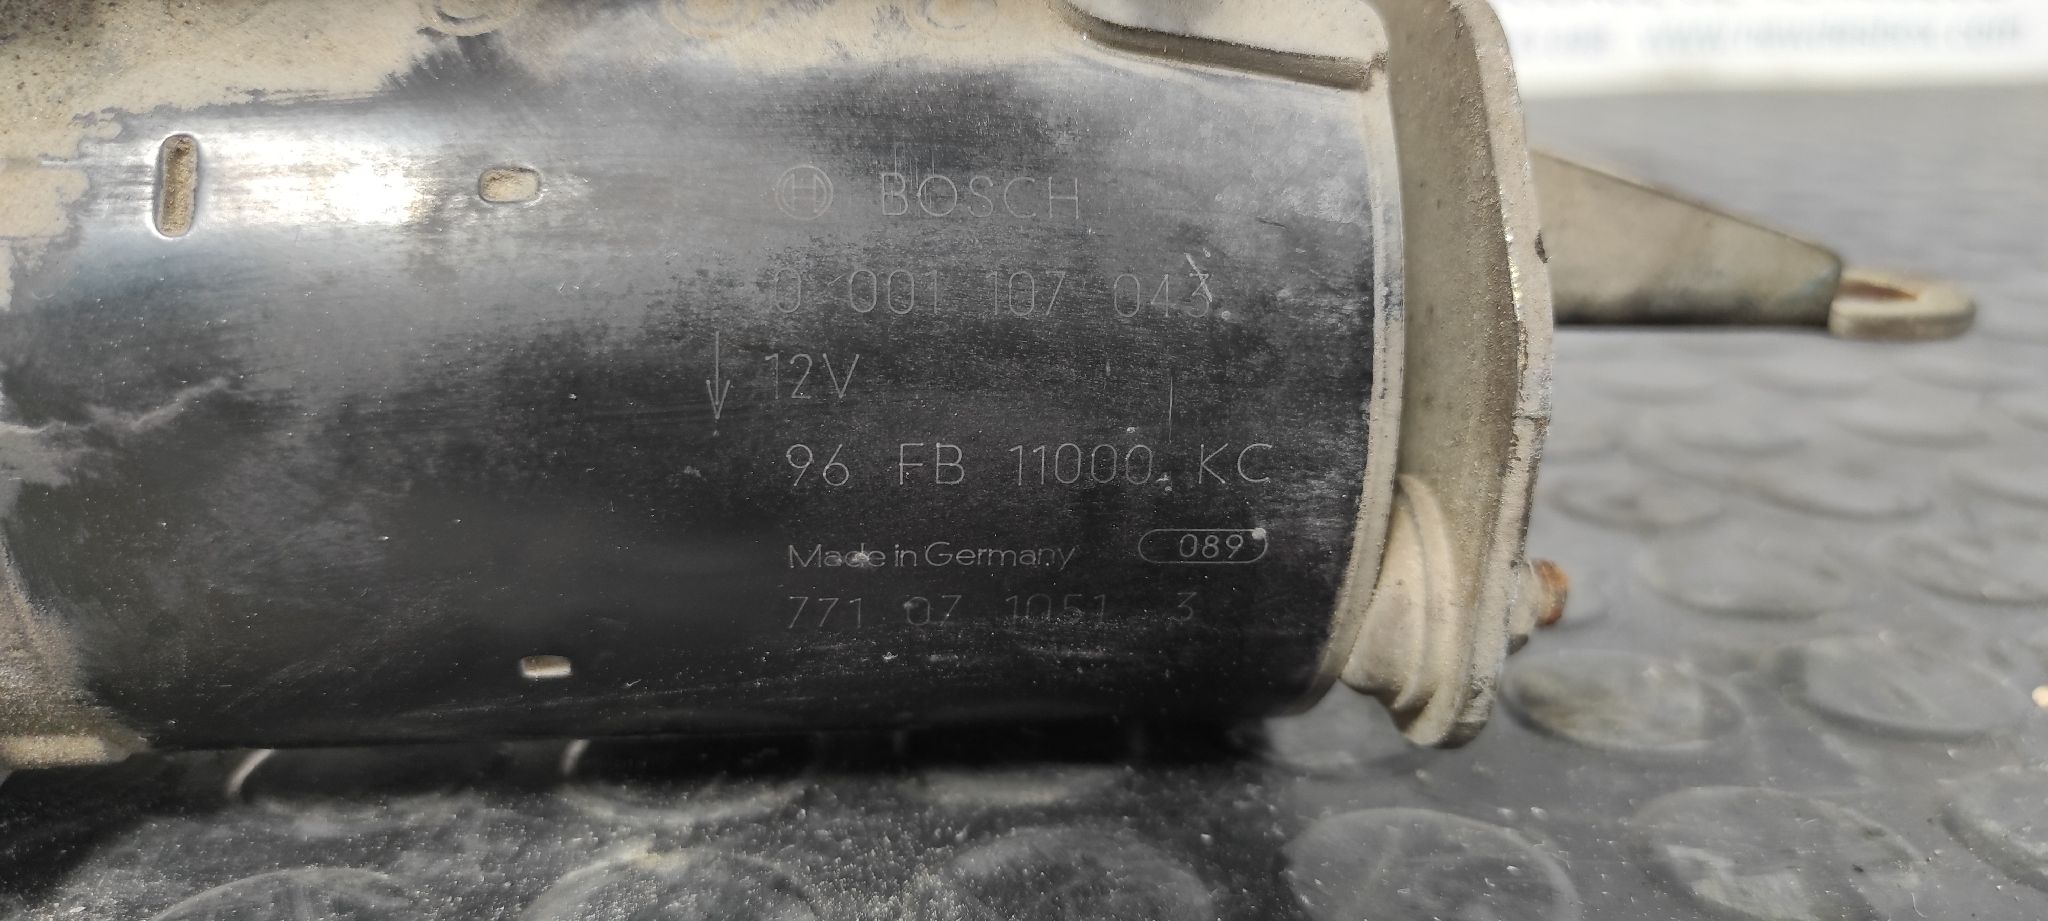 BOSCH
0 001 107 043
12V
96 FB 11000 KC
Made in Germany 089
771 07 1051 3